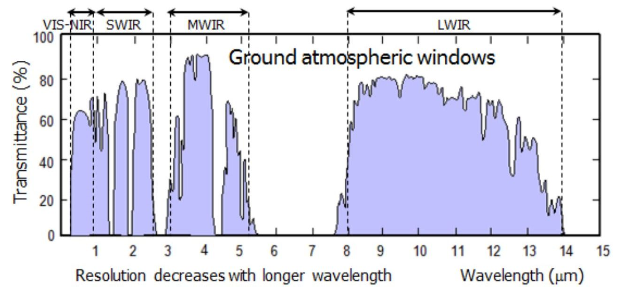 VIS-NIR SWIR MWIR LWIR
Ground atmospheric windows
Transmittance (%)
100
80
60
40
20
0
0 1 2 3 4 5 6 7 8 9 10 11 12 13 14 15
Resolution decreases with longer wavelength Wavelength (μm)